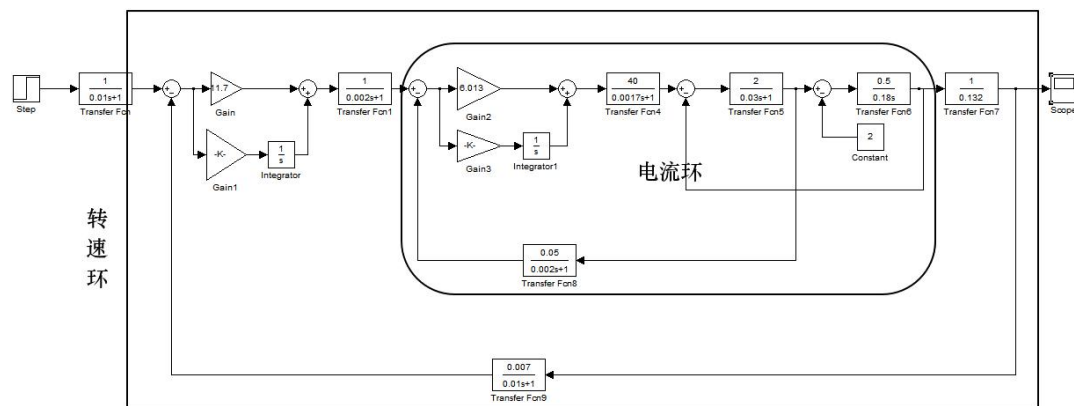 1
0.01s+1
Transfer Fcn
Step
11.7
Gain
-K-
Gain1
1
s
Integrator
1
0.002s+1
Transfer Fcn1
6.013
Gain2
-K-
Gain3
1
s
Integrator1
40
0.0017s+1
Transfer Fcn4
2
0.03s+1
Transfer Fcn5
0.5
0.18s
Transfer Fcn6
2
Constant
1
0.132
Transfer Fcn7
Scope
电流环
转
速
环
0.05
0.002s+1
Transfer Fcn8
0.007
0.01s+1
Transfer Fcn9